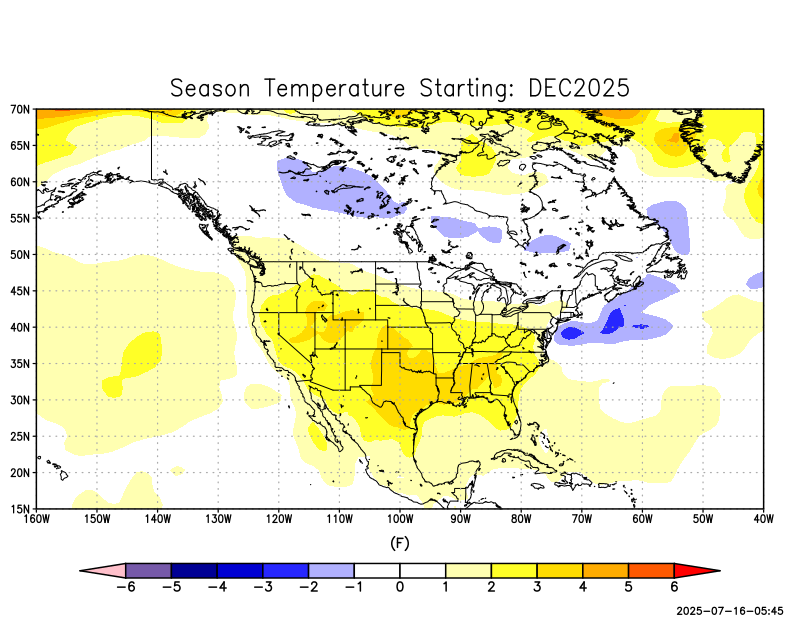 Season Temperature Starting: DEC2025
70N
65N
60N
55N
50N
45N
40N
35N
30N
25N
20N
15N
160W 150W 140W 130W 120W 110W 100W 90W 80W 70W 60W 50W 40W
(F)
−6 −5 −4 −3 −2 −1 0 1 2 3 4 5 6
2025-07-16-05:45